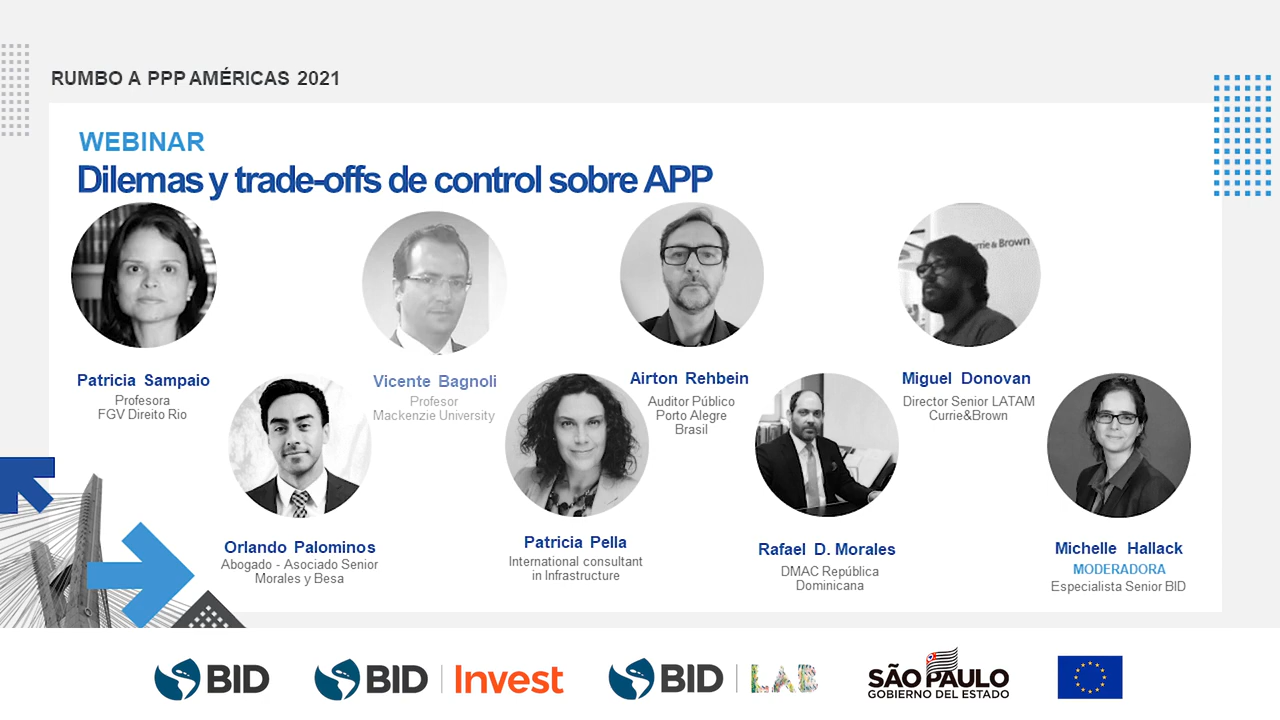 RUMBO A PPP AMÉRICAS 2021
WEBINAR
Dilemas y trade-offs de control sobre APP
Patricia Sampaio
Profesora
FGV Direito Rio
Vicente Bagnoli
Profesor
Mackenzie University
Airton Rehbein
Auditor Público
Porto Alegre
Brasil
Miguel Donovan
Director Senior LATAM
Currie&Brown
Orlando Palominos
Abogado - Asociado Senior
Morales y Besa
Patricia Pella
International consultant
in Infrastructure
Rafael D. Morales
DMAC República
Dominicana
Michelle Hallack
MODERADORA
Especialista Senior BID
BID
BID Invest
BID LAB
SÃO PAULO
GOBIERNO DEL ESTADO